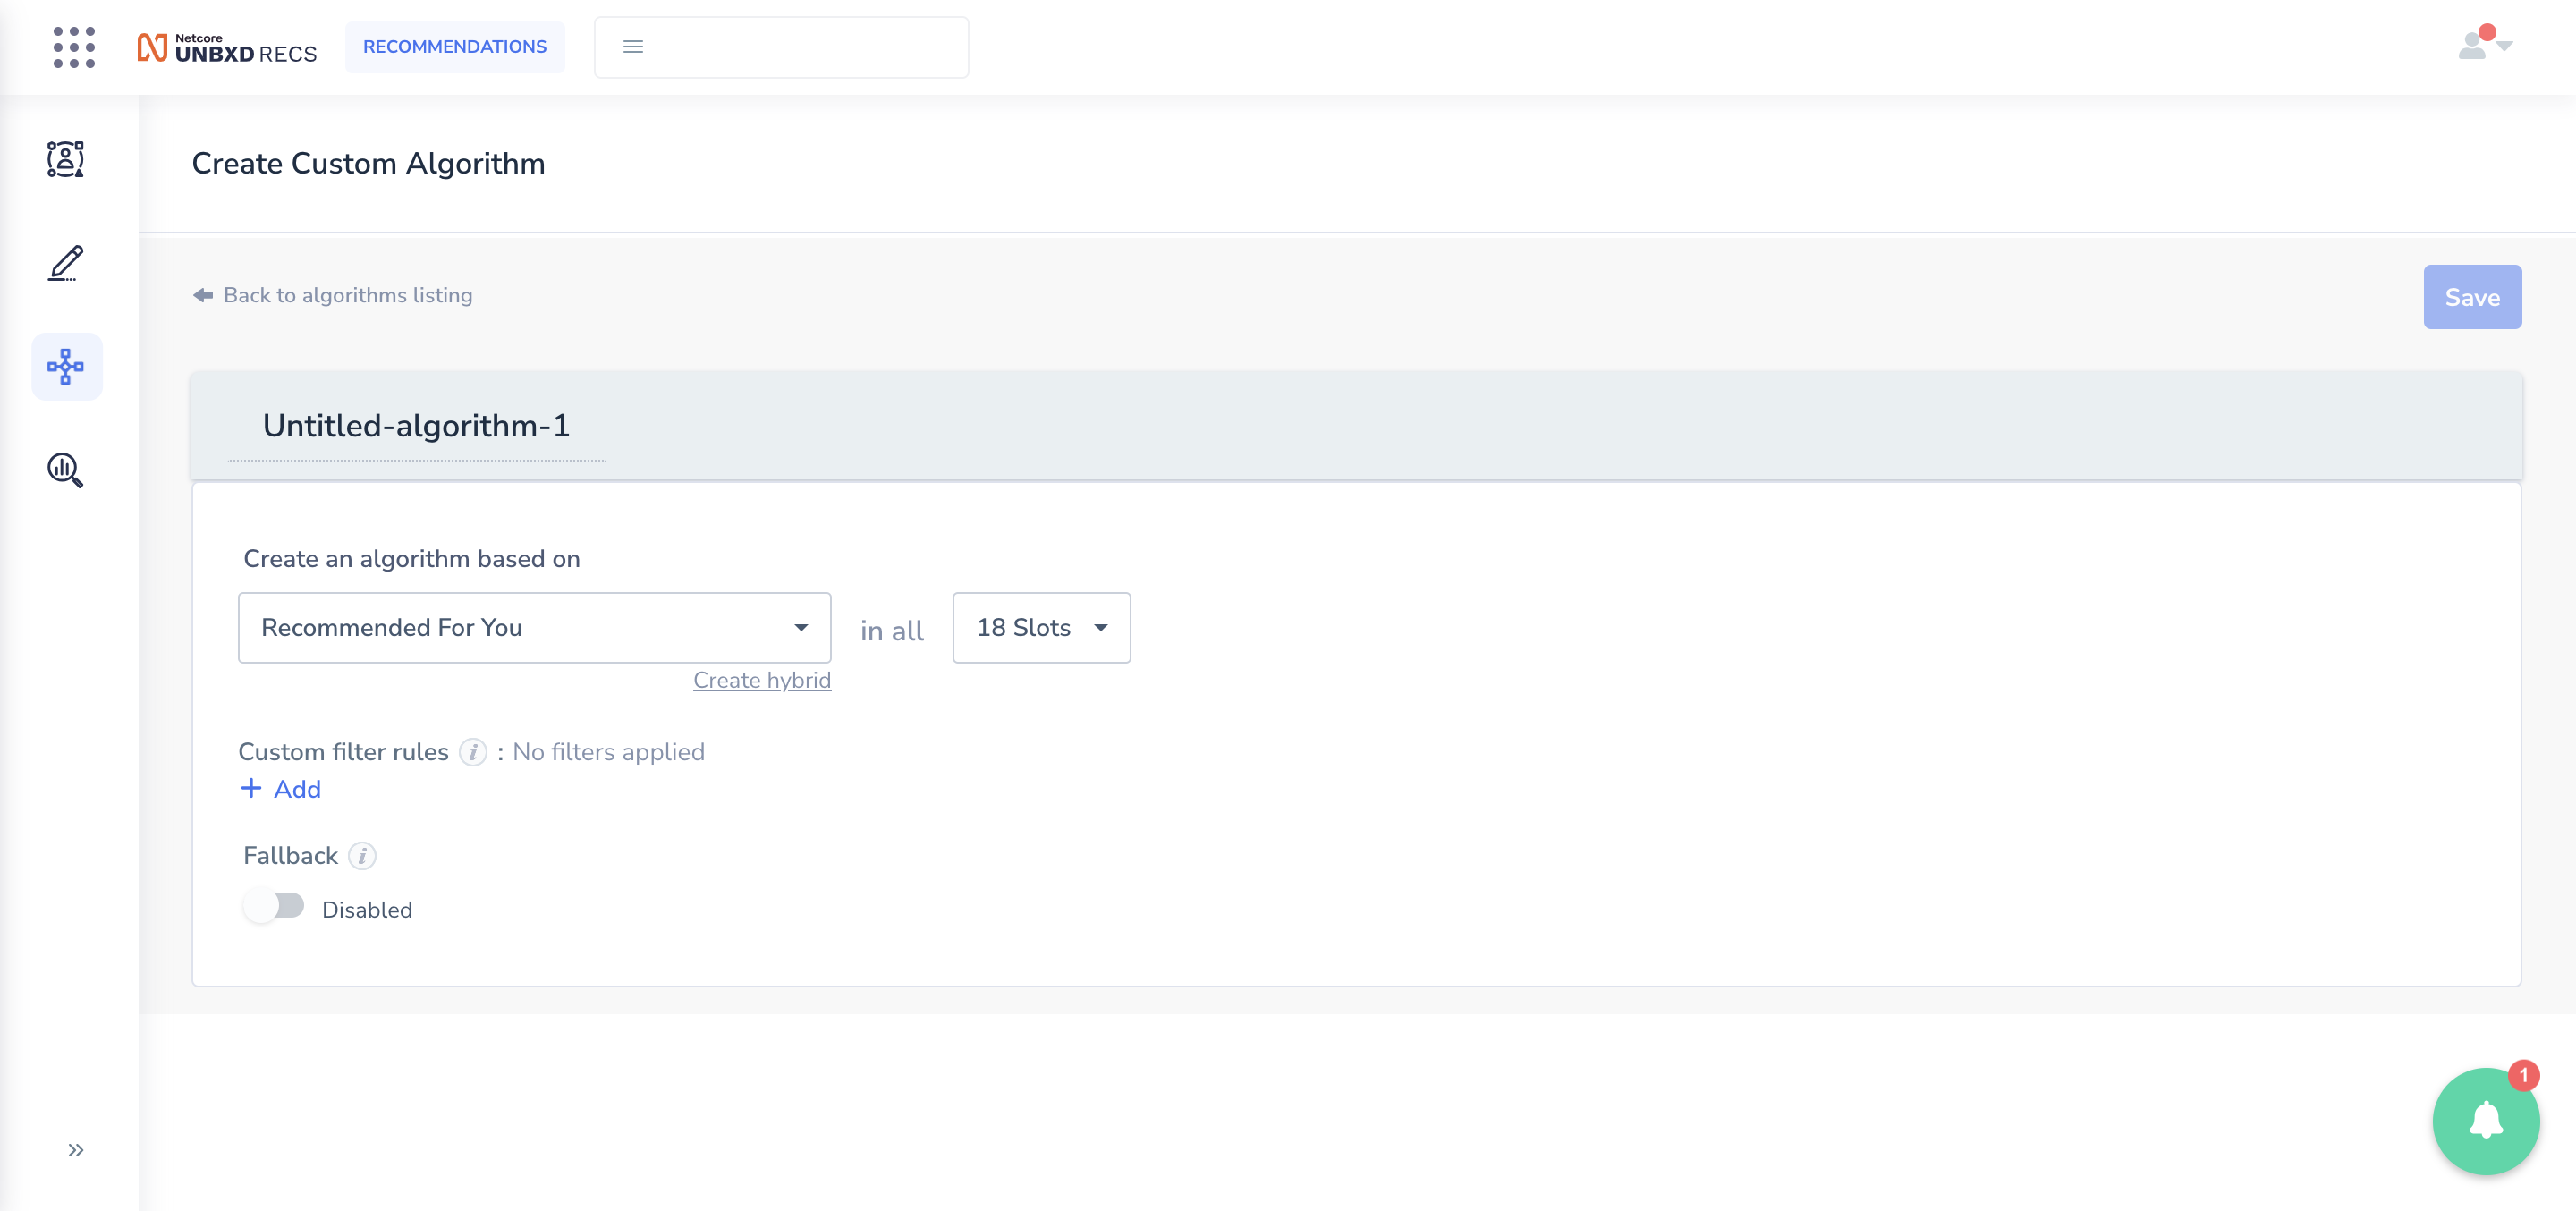 Netcore
UNBXD RECS
RECOMMENDATIONS
Create Custom Algorithm
Back to algorithms listing
Save
Untitled-algorithm-1
Create an algorithm based on
Recommended For You in all 18 Slots
Create hybrid
Custom filter rules i : No filters applied
+ Add
Fallback i
Disabled
1